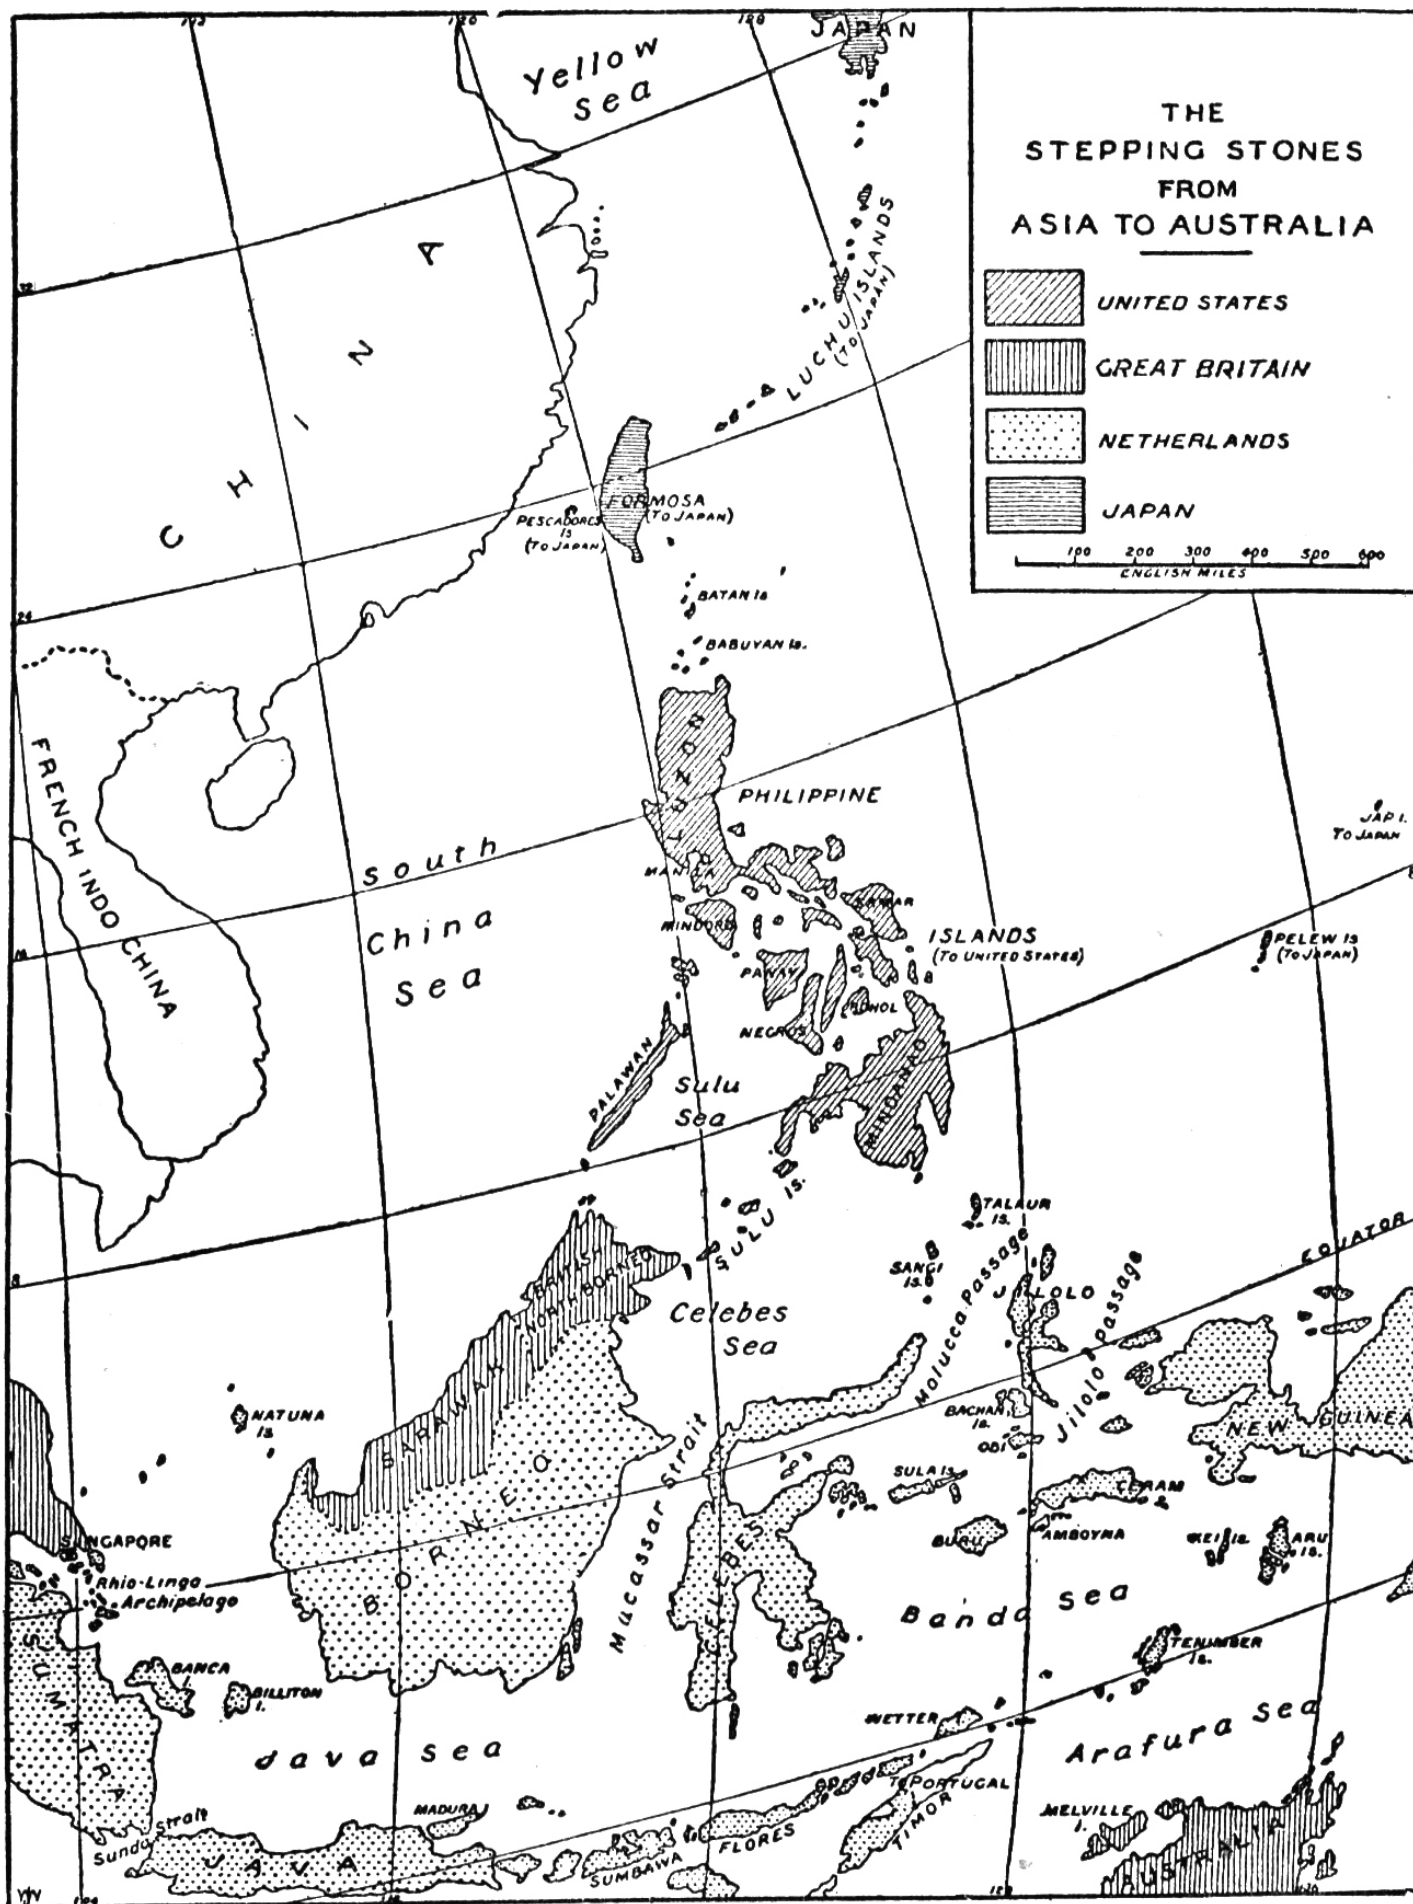 THE
STEPPING STONES
FROM
ASIA TO AUSTRALIA
UNITED STATES
GREAT BRITAIN
NETHERLANDS
JAPAN
100 200 300 400 500 600
ENGLISH MILES
JAPAN
Yellow
Sea
CHINA
LUCHU ISLANDS
(TO JAPAN)
32
FORMOSA
(TO JAPAN)
PESCADORES
IS
(TO JAPAN)
24
BATAN Is
BABUYAN Is.
LUZON
FRENCH INDO CHINA
PHILIPPINE
ISLANDS
(TO UNITED STATES)
JAP I.
TO JAPAN
South
China
Sea
MANILA
MINDORO
SAMAR
PANAY
NEGROS
BOHOL
MINDANAO
PELEW IS
(TO JAPAN)
PALAWAN
Sulu
Sea
SULU IS.
8
TALAUR
IS.
SANGI
IS.
Molucca Passage
JILLOLO
Jilolo Passage
EQUATOR
BRITISH
NORTH BORNEO
Celebes
Sea
SARAWAK
BORNEO
NATUNA
Is
BACHAN
Is.
OBI
NEW GUINEA
Mucassar Strait
SULA Is
CERAM
SINGAPORE
CELEBES
BURU
AMBOYNA
KEI Is.
ARU
IS.
Rhio-Linga
Archipelago
Banda Sea
SUMATRA
BANCA
I.
BILLITON
I.
TENIMBER
Is.
WETTER
Java Sea
Arafura Sea
TO PORTUGAL
TIMOR
MADURA
MELVILLE
I.
Sunda Strait
JAVA
SUMBAWA
FLORES
AUSTRALIA